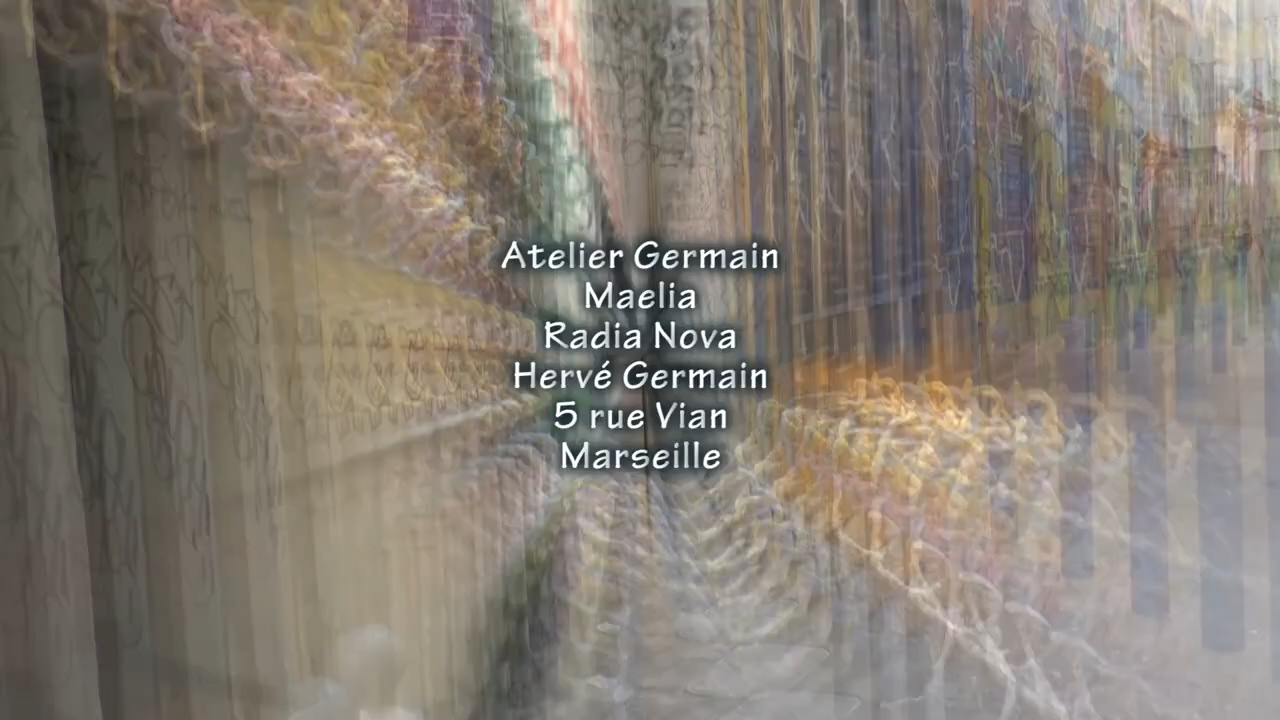 Atelier Germain
Maelia
Radia Nova
Hervé Germain
5 rue Vian
Marseille